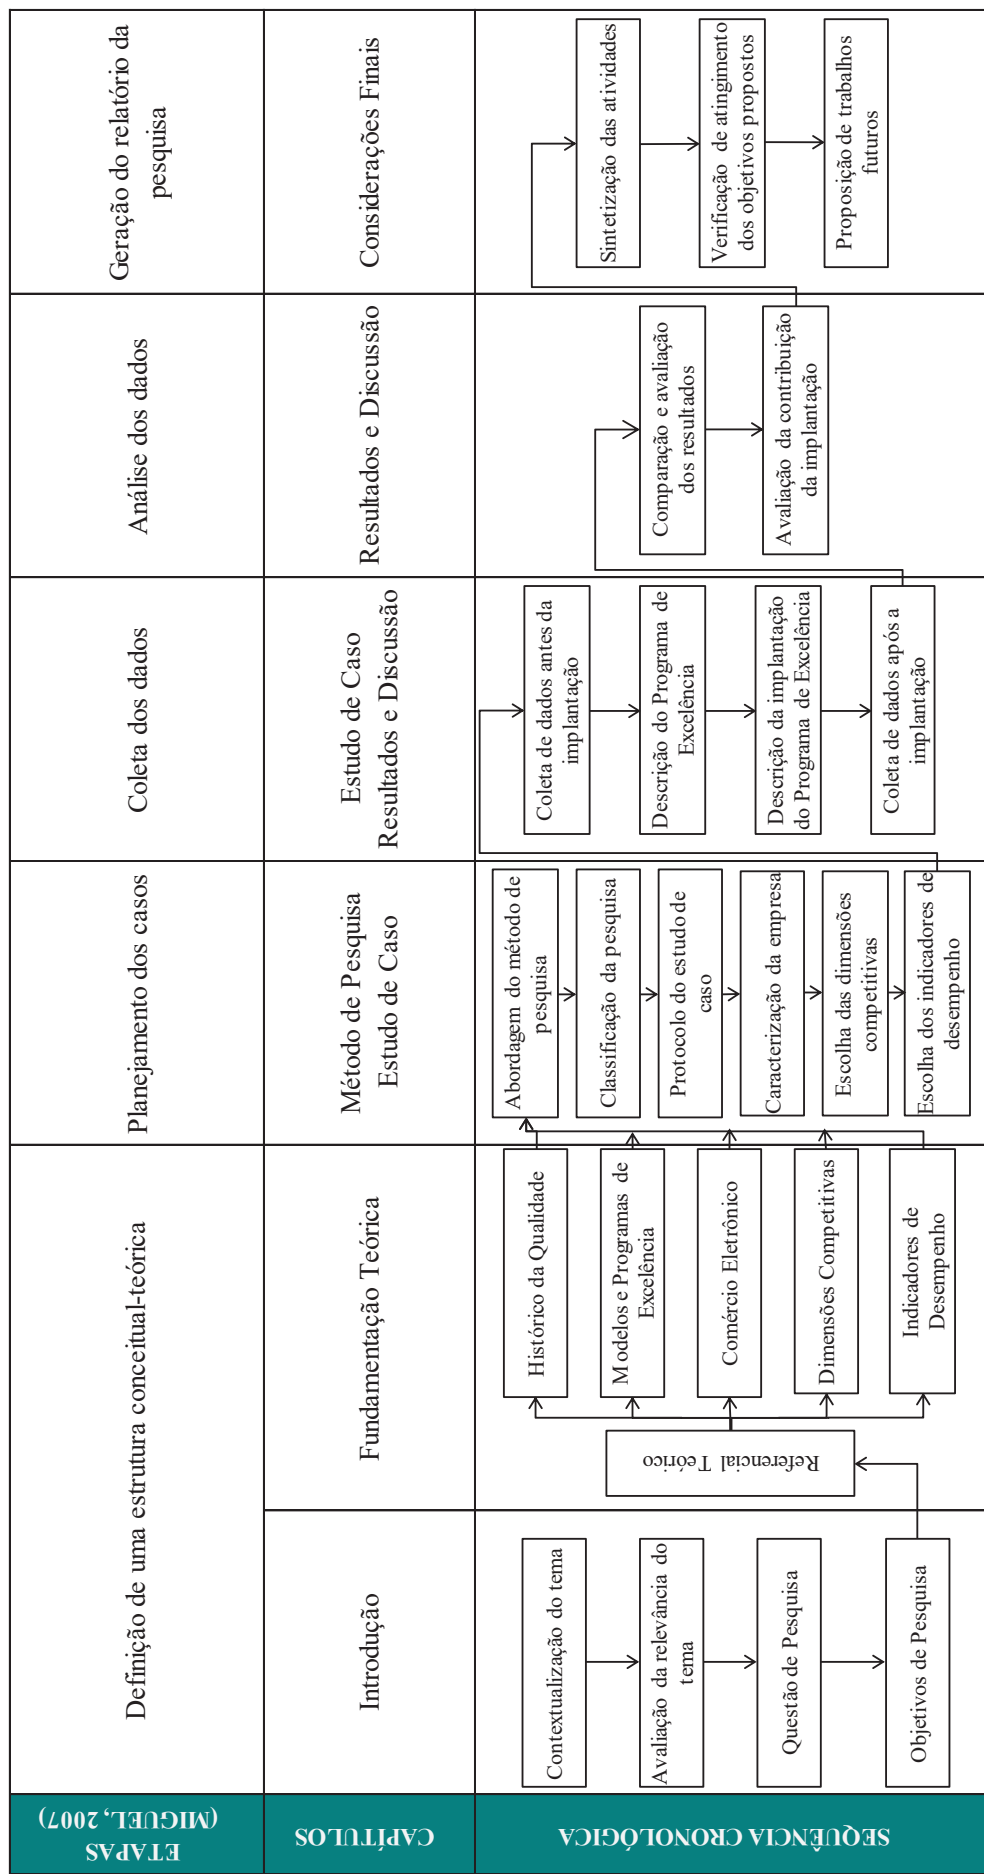 ETAPAS
(MIGUEL, 2007)
Definição de uma estrutura conceitual-teórica
Planejamento dos casos
Coleta dos dados
Análise dos dados
Geração do relatório da
pesquisa
CAPÍTULOS
Introdução
Fundamentação Teórica
Método de Pesquisa
Estudo de Caso
Estudo de Caso
Resultados e Discussão
Resultados e Discussão
Considerações Finais
SEQUÊNCIA CRONOLÓGICA
Contextualização do tema
Avaliação da relevância do
tema
Questão de Pesquisa
Objetivos de Pesquisa
Referencial Teórico
Histórico da Qualidade
Modelos e Programas de
Excelência
Comércio Eletrônico
Dimensões Competitivas
Indicadores de
Desempenho
Abordagem do método de
pesquisa
Classificação da pesquisa
Protocolo do estudo de
caso
Caracterização da empresa
Escolha das dimensões
competitivas
Escolha dos indicadores de
desempenho
Coleta de dados antes da
implantação
Descrição do Programa de
Excelência
Descrição da implantação
do Programa de Excelência
Coleta de dados após a
implantação
Comparação e avaliação
dos resultados
Avaliação da contribuição
da implantação
Sintetização das atividades
Verificação de atingimento
dos objetivos propostos
Proposição de trabalhos
futuros